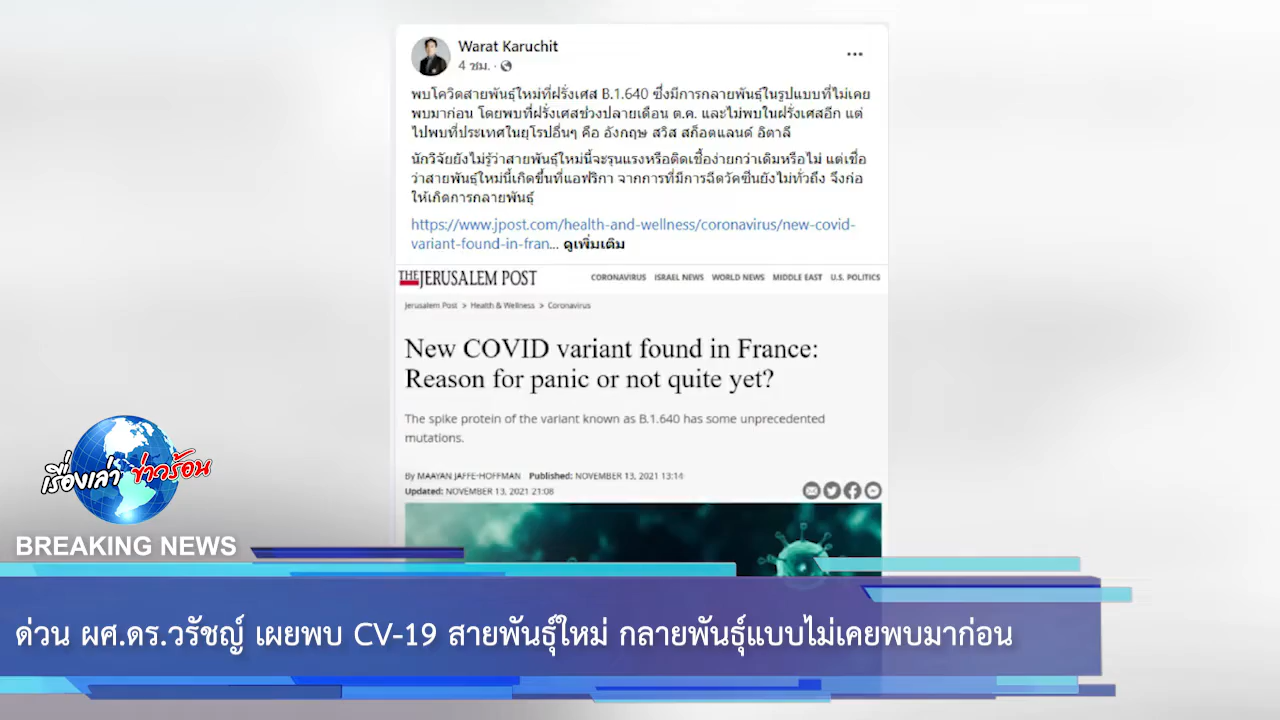 Warat Karuchit
4 ชม. ·
พบโควิดสายพันธุ์ใหม่ที่ฝรั่งเศส B.1.640 ซึ่งมีการกลายพันธุ์ในรูปแบบที่ไม่เคย
พบมาก่อน โดยพบที่ฝรั่งเศสช่วงปลายเดือน ต.ค. และไม่พบในฝรั่งเศสอีก แต่
ไปพบที่ประเทศในยุโรปอื่นๆ คือ อังกฤษ สวิส สก็อตแลนด์ อิตาลี
นักวิจัยยังไม่รู้ว่าสายพันธุ์ใหม่นี้จะรุนแรงหรือติดเชื้อง่ายกว่าเดิมหรือไม่ แต่เชื่อ
ว่าสายพันธุ์ใหม่นี้เกิดขึ้นที่แอฟริกา จากการที่มีการฉีดวัคซีนยังไม่ทั่วถึง จึงก่อ
ให้เกิดการกลายพันธุ์
https://www.jpost.com/health-and-wellness/coronavirus/new-covid-
variant-found-in-fran... ดูเพิ่มเติม
THE JERUSALEM POST CORONAVIRUS ISRAEL NEWS WORLD NEWS MIDDLE EAST U.S. POLITICS
Jerusalem Post > Health & Wellness > Coronavirus
New COVID variant found in France:
Reason for panic or not quite yet?
The spike protein of the variant known as B.1.640 has some unprecedented
mutations.
By MAAYAN JAFFE-HOFFMAN Published: NOVEMBER 13, 2021 13:14
Updated: NOVEMBER 13, 2021 21:08
เรื่องเล่า ข่าวร้อน
BREAKING NEWS
ด่วน ผศ.ดร.วรัชญ์ เผยพบ CV-19 สายพันธุ์ใหม่ กลายพันธุ์แบบไม่เคยพบมาก่อน